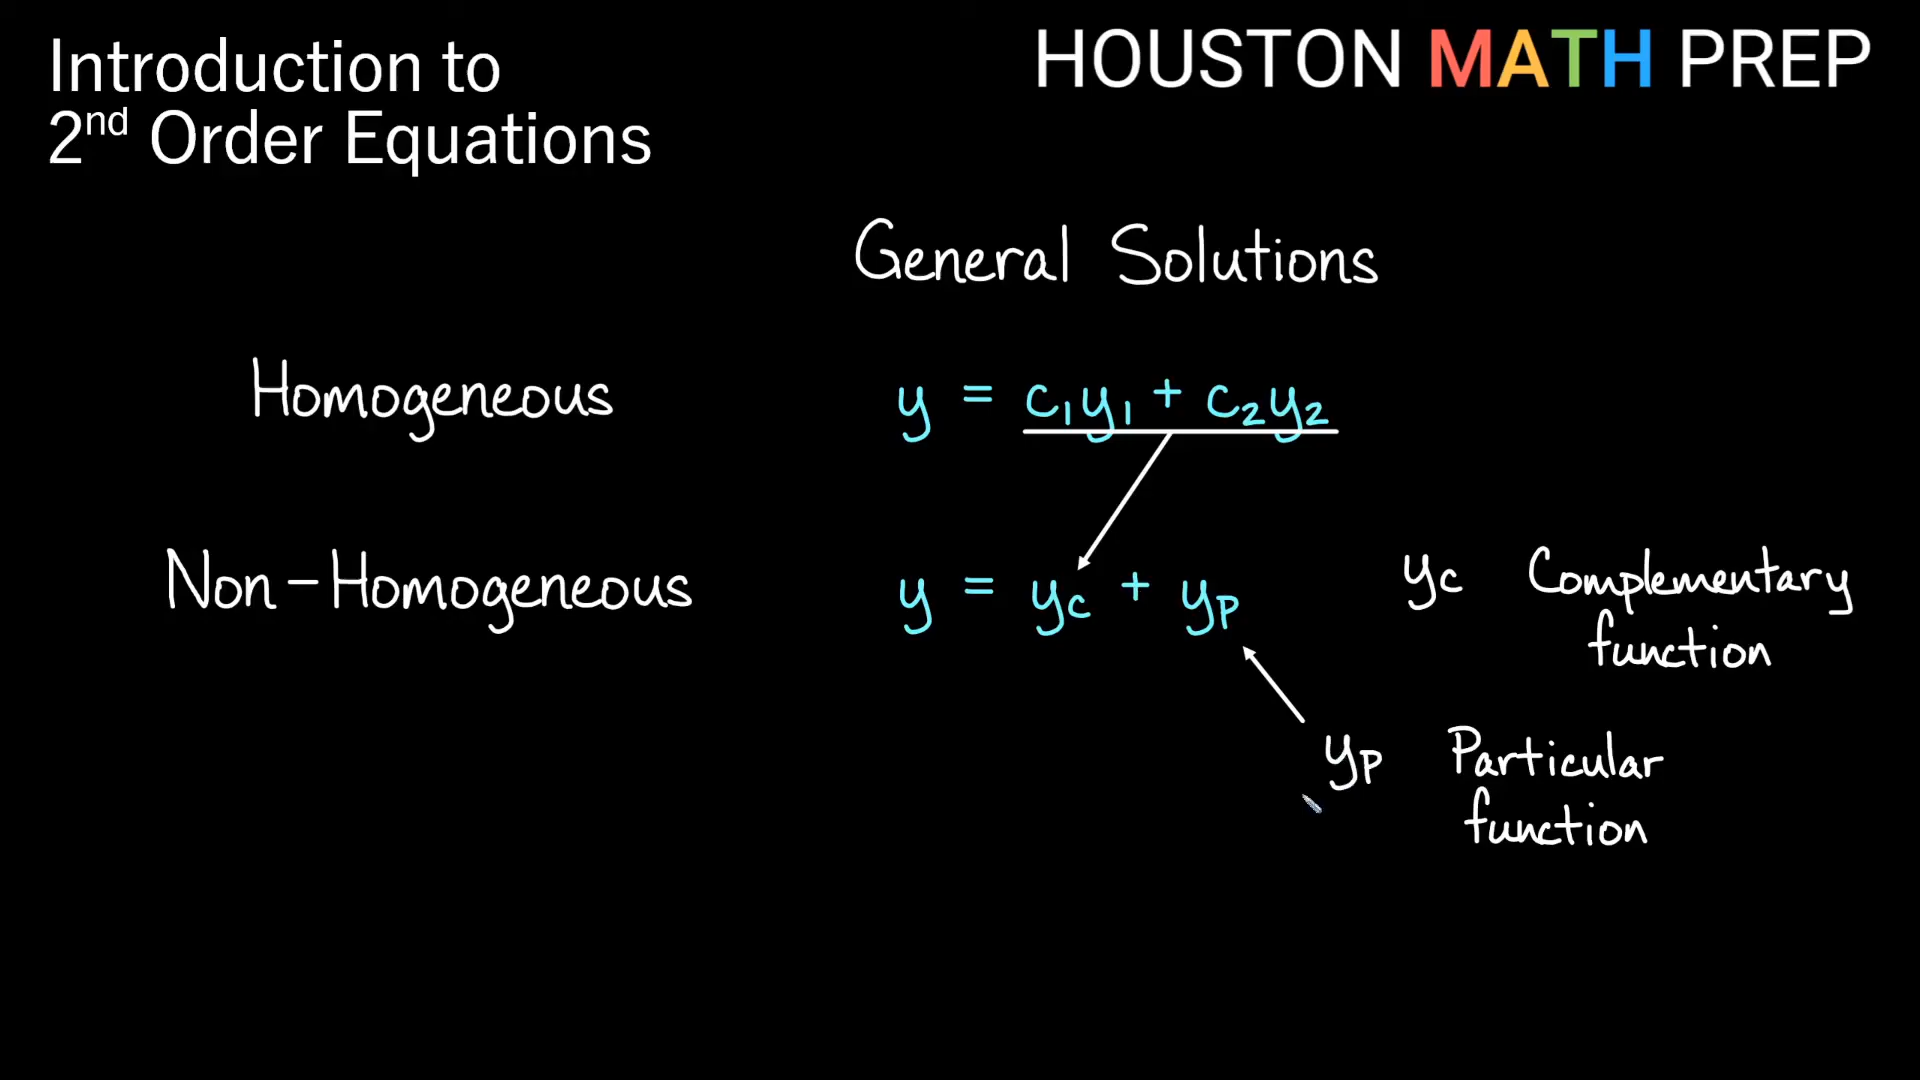 Introduction to
2nd Order Equations
HOUSTON MATH PREP
General Solutions
Homogeneous
y = c₁y₁ + c₂y₂
Non-Homogeneous
y = yc + yp
yc Complementary
function
yp Particular
function